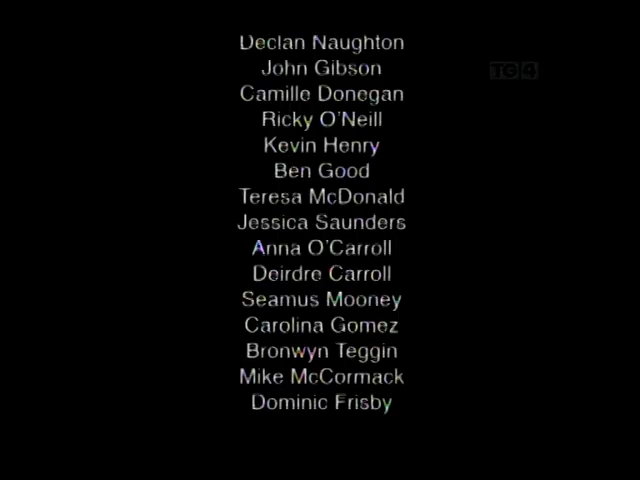 Declan Naughton
John Gibson
TG4
Camille Donegan
Ricky O'Neill
Kevin Henry
Ben Good
Teresa McDonald
Jessica Saunders
Anna O'Carroll
Deirdre Carroll
Seamus Mooney
Carolina Gomez
Bronwyn Teggin
Mike McCormack
Dominic Frisby